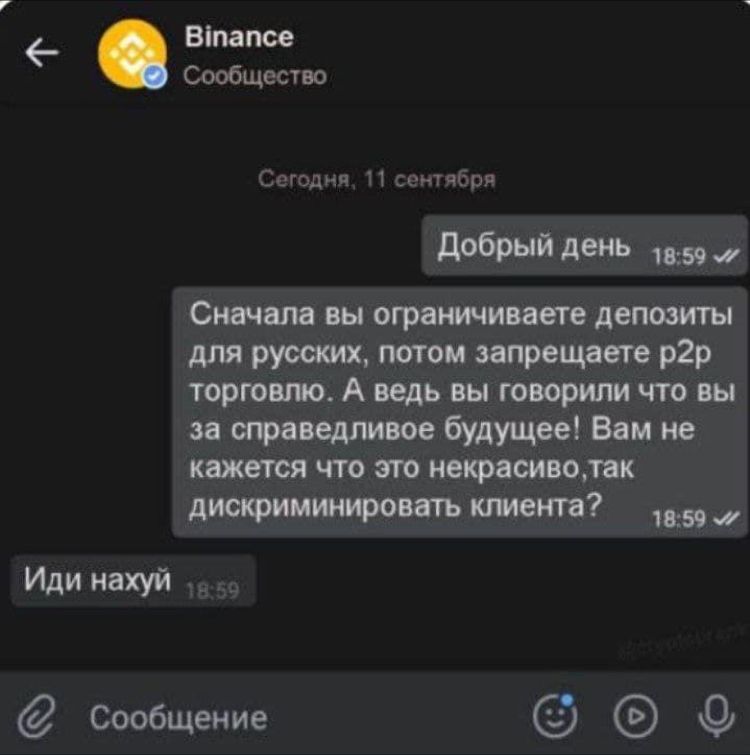 Binance
Сообщество
Сегодня, 11 сентября
Добрый день 18:59
Сначала вы ограничиваете депозиты
для русских, потом запрещаете p2p
торговлю. А ведь вы говорили что вы
за справедливое будущее! Вам не
кажется что это некрасиво,так
дискриминировать клиента? 18:59
Иди нахуй 18:59
Сообщение